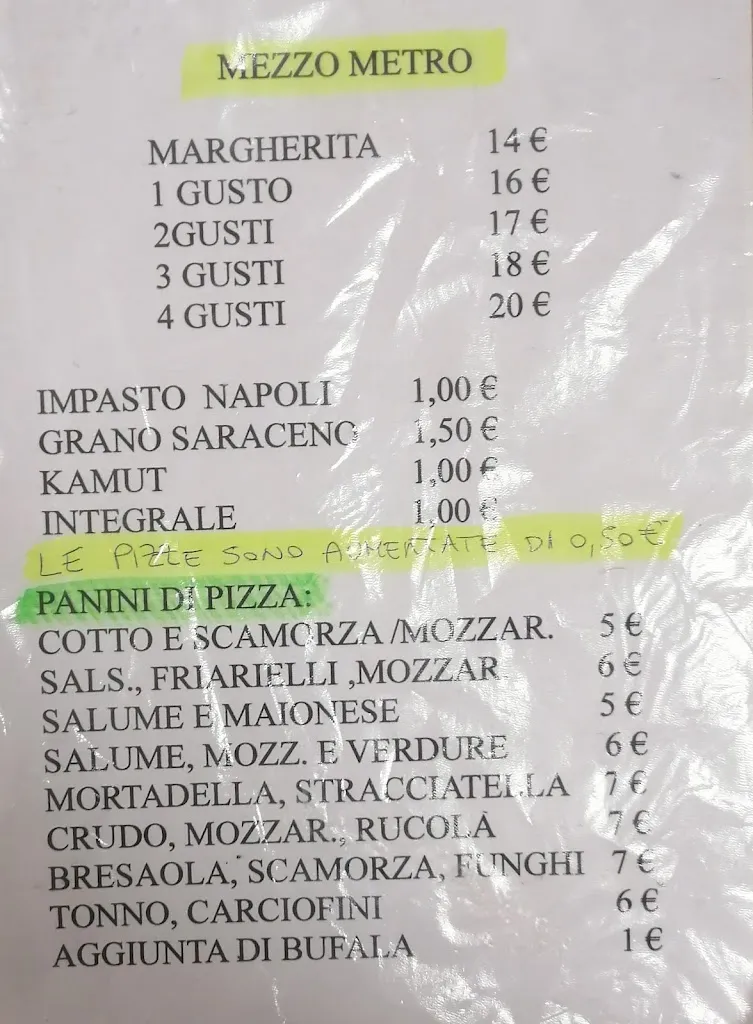 MEZZO METRO
MARGHERITA 14 €
1 GUSTO 16 €
2GUSTI 17 €
3 GUSTI 18 €
4 GUSTI 20 €
IMPASTO NAPOLI 1,00 €
GRANO SARACENO 1,50 €
KAMUT 1,00 €
INTEGRALE 1,00 €
LE PIZZE SONO AUMENTATE DI 0,50 €
PANINI DI PIZZA:
COTTO E SCAMORZA /MOZZAR. 5 €
SALS., FRIARIELLI ,MOZZAR 6 €
SALUME E MAIONESE 5 €
SALUME, MOZZ. E VERDURE 6 €
MORTADELLA, STRACCIATELLA 7 €
CRUDO, MOZZAR., RUCOLA 7 €
BRESAOLA, SCAMORZA, FUNGHI 7 €
TONNO, CARCIOFINI 6 €
AGGIUNTA DI BUFALA 1 €